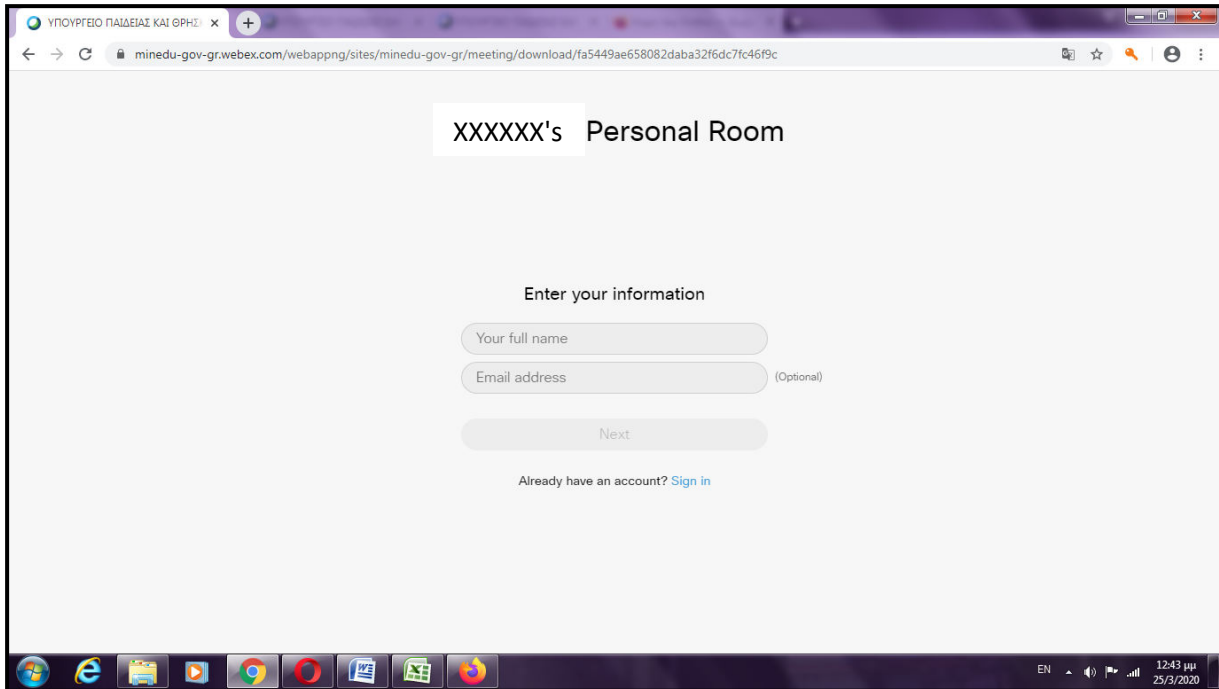 ΥΠΟΥΡΓΕΙΟ ΠΑΙΔΕΙΑΣ ΚΑΙ ΘΡΗΣ
minedu-gov-gr.webex.com/webappng/sites/minedu-gov-gr/meeting/download/fa5449ae658082daba32f6dc7fc46f9c
XXXXXX's Personal Room
Enter your information
Your full name
Email address (Optional)
Next
Already have an account? Sign in
EN 12:43 μμ
25/3/2020